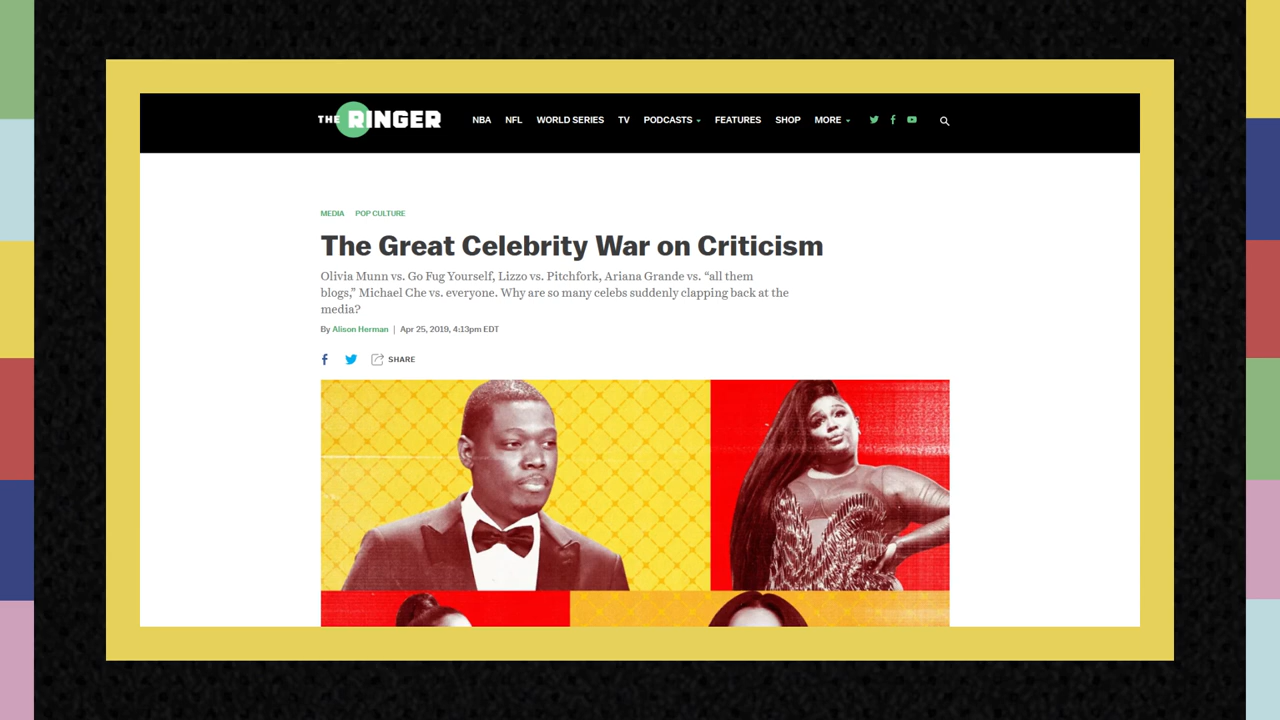 THE RINGER NBA NFL WORLD SERIES TV PODCASTS FEATURES SHOP MORE
MEDIA POP CULTURE
The Great Celebrity War on Criticism
Olivia Munn vs. Go Fug Yourself, Lizzo vs. Pitchfork, Ariana Grande vs. “all them
blogs,” Michael Che vs. everyone. Why are so many celebs suddenly clapping back at the
media?
By Alison Herman | Apr 25, 2019, 4:13pm EDT
SHARE